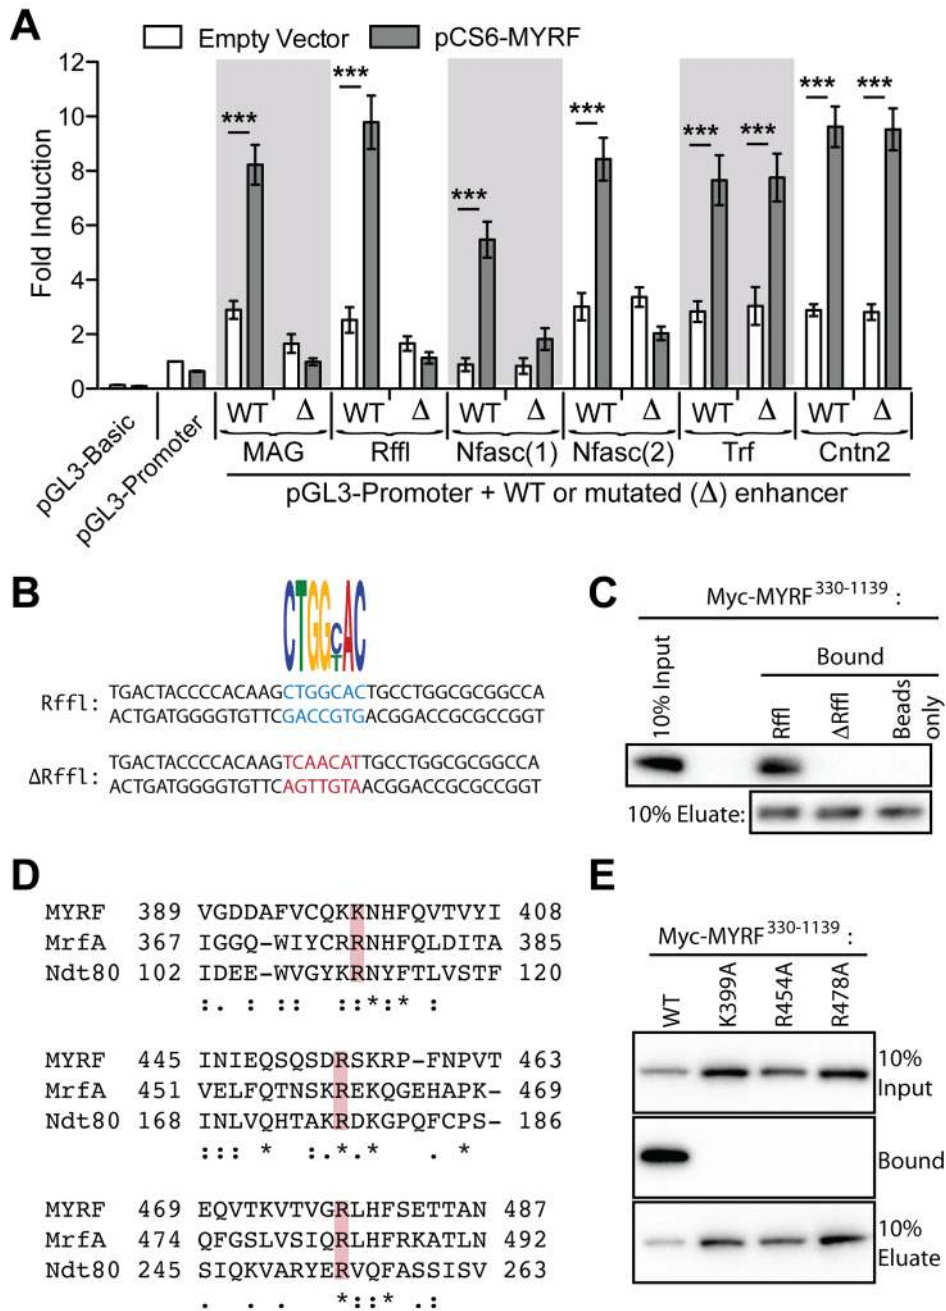 A
Empty Vector pCS6-MYRF
Fold Induction
12
10
8
6
4
2
0
*** *** *** *** *** *** *** ***
WT Δ WT Δ WT Δ WT Δ WT Δ WT Δ
pGL3-Basic
pGL3-Promoter
MAG Rffl Nfasc(1) Nfasc(2) Trf Cntn2
pGL3-Promoter + WT or mutated (Δ) enhancer
B
CTGGCAC
T
Rffl:
TGACTACCCCACAAGCTGGCACTGCCTGGCGCGGCCA
ACTGATGGGGTGTTCGACCGTGACGGACCGCGCCGGT
ΔRffl:
TGACTACCCCACAAGTCAACATTGCCTGGCGCGGCCA
ACTGATGGGGTGTTCAGTTGTAACGGACCGCGCCGGT
C
Myc-MYRF330-1139 :
10% Input
Bound
Rffl
ΔRffl
Beads only
10% Eluate:
D
MYRF 389 VGDDAFVCQKKNHFQVTVYI 408
MrfA 367 IGGQ-WIYCRRNHFQLDITA 385
Ndt80 102 IDEE-WVGYKRNYFTLVSTF 120
:. : :: ::*:* :
MYRF 445 INIEQSQSDRSKRP-FNPVT 463
MrfA 451 VELFQTNSKREKQGEHAPK- 469
Ndt80 168 INLVQHTAKRDKGPQFCPS- 186
::: * :.*.* . *
MYRF 469 EQVTKVTVGRLHFSETTAN 487
MrfA 474 QFGSLVSIQRLHFRKATLN 492
Ndt80 245 SIQKVARYERVQFASSISV 263
. . . *::* .:
E
Myc-MYRF330-1139 :
WT
K399A
R454A
R478A
10% Input
Bound
10% Eluate